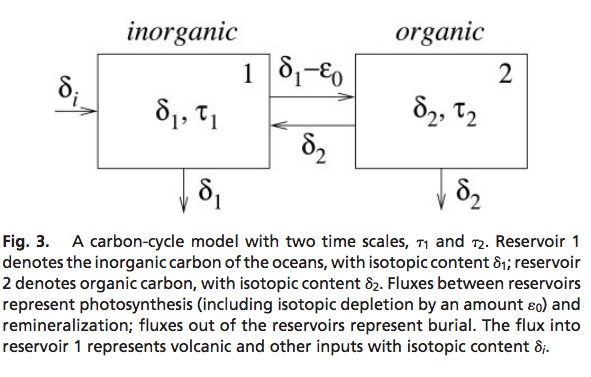 inorganic organic
1 δ₁–ε₀ 2
δᵢ
δ₁, τ₁ δ₂, τ₂
δ₂
δ₁ δ₂
Fig. 3. A carbon-cycle model with two time scales, τ1 and τ2. Reservoir 1
denotes the inorganic carbon of the oceans, with isotopic content δ1; reservoir
2 denotes organic carbon, with isotopic content δ2. Fluxes between reservoirs
represent photosynthesis (including isotopic depletion by an amount ε0) and
remineralization; fluxes out of the reservoirs represent burial. The flux into
reservoir 1 represents volcanic and other inputs with isotopic content δi.